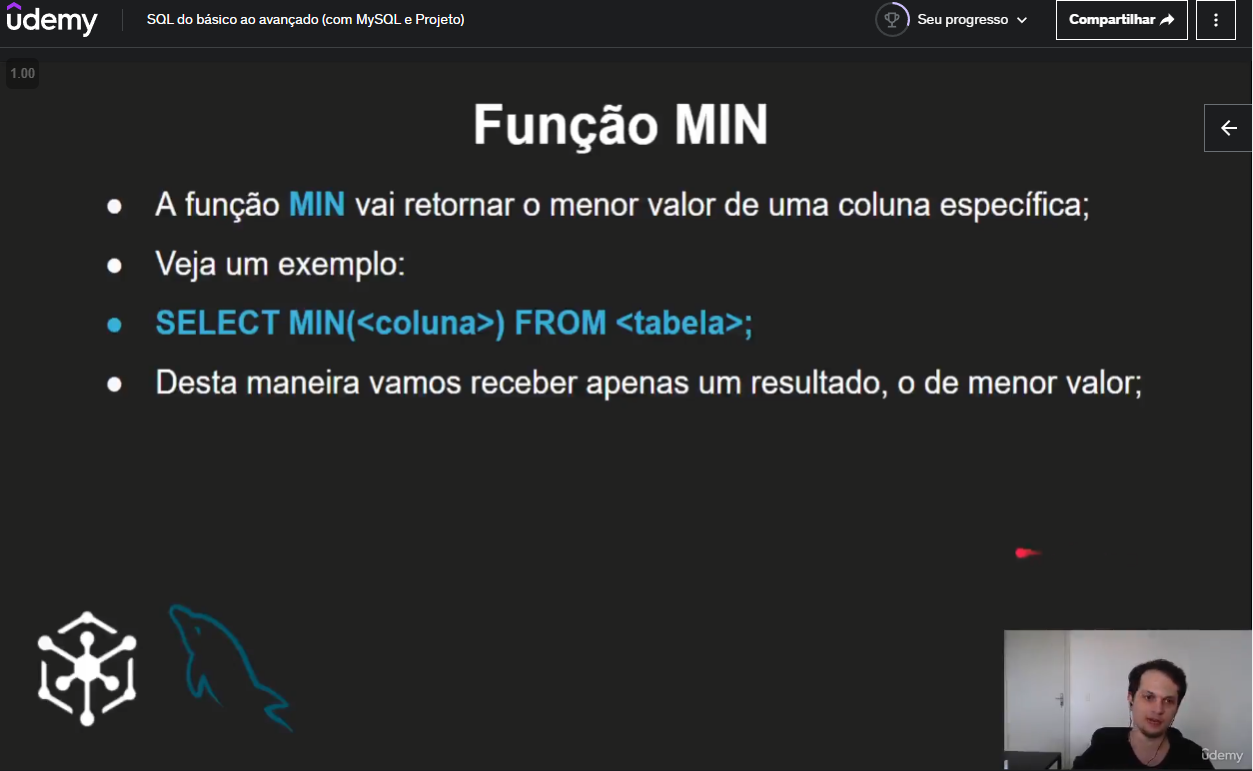 udemy
SQL do básico ao avançado (com MySQL e Projeto)
Seu progresso
Compartilhar
1.00
Função MIN
A função MIN vai retornar o menor valor de uma coluna específica;
Veja um exemplo:
SELECT MIN(<coluna>) FROM <tabela>;
Desta maneira vamos receber apenas um resultado, o de menor valor;
udemy